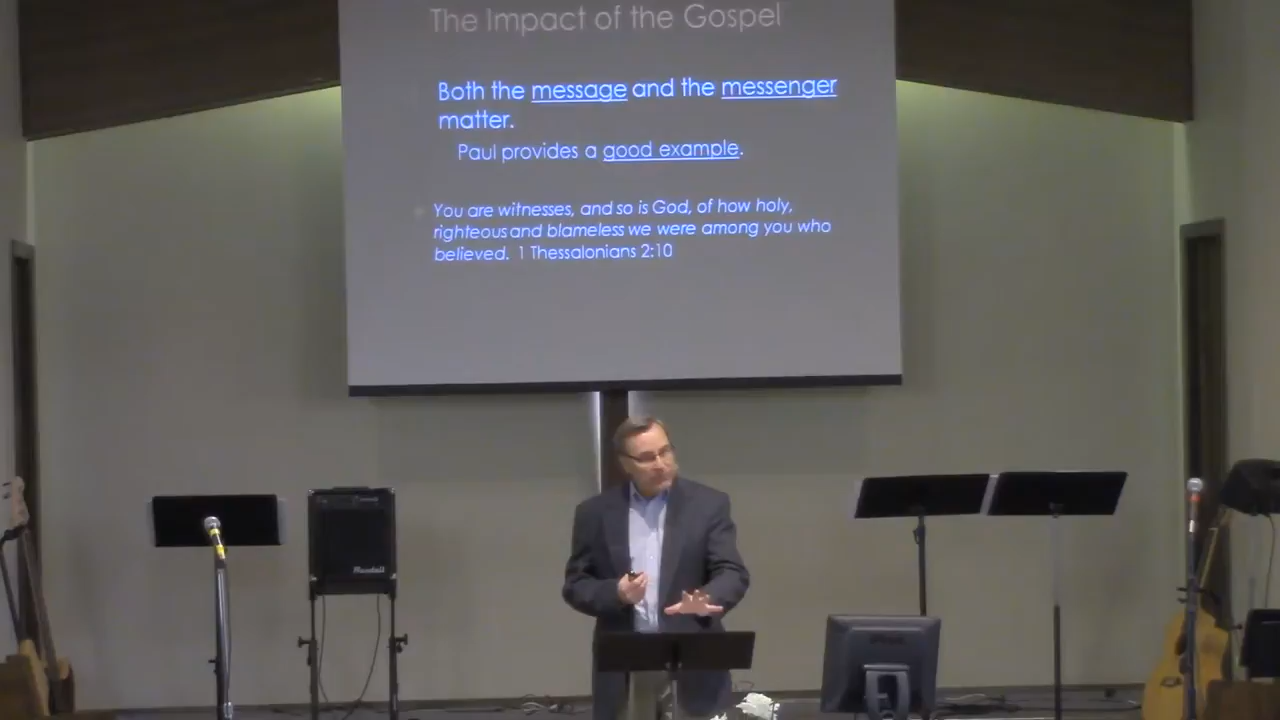 The Impact of the Gospel
Both the message and the messenger
matter.
Paul provides a good example.
You are witnesses, and so is God, of how holy,
righteous and blameless we were among you who
believed. 1 Thessalonians 2:10
Randall